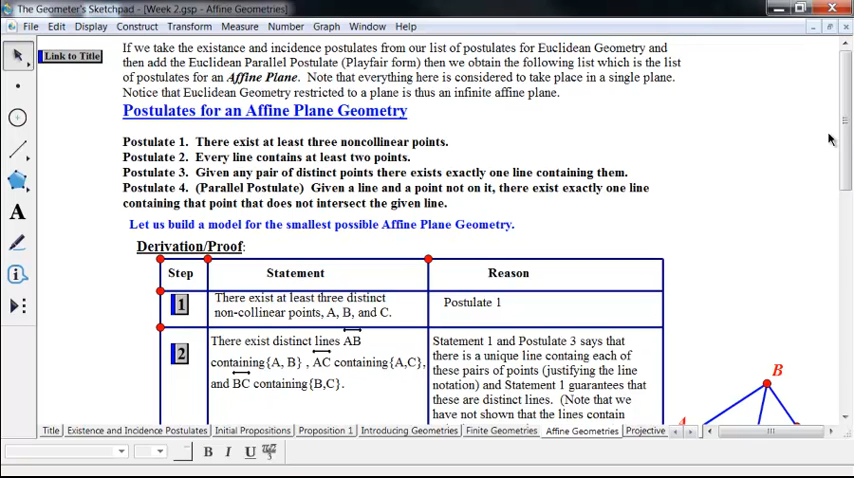 The Geometer's Sketchpad - [Week 2.gsp - Affine Geometries]
File Edit Display Construct Transform Measure Number Graph Window Help
Link to Title
If we take the existence and incidence postulates from our list of postulates for Euclidean Geometry and
then add the Euclidean Parallel Postulate (Playfair form) then we obtain the following list which is the list
of postulates for an Affine Plane. Note that everything here is considered to take place in a single plane.
Notice that Euclidean Geometry restricted to a plane is thus an infinite affine plane.
Postulates for an Affine Plane Geometry
Postulate 1. There exist at least three noncollinear points.
Postulate 2. Every line contains at least two points.
Postulate 3. Given any pair of distinct points there exists exactly one line containing them.
Postulate 4. (Parallel Postulate) Given a line and a point not on it, there exist exactly one line
containing that point that does not intersect the given line.
Let us build a model for the smallest possible Affine Plane Geometry.
Derivation/Proof:
Step Statement Reason
1 There exist at least three distinct
non-collinear points, A, B, and C.
Postulate 1
2 There exist distinct lines AB
containing{A, B} , AC containing{A,C},
and BC containing{B,C}.
Statement 1 and Postulate 3 says that
there is a unique line containg each of
these pairs of points (justifying the line
notation) and Statement 1 guarantees that
these are distinct lines. (Note that we
have not shown that the lines contain
B
A
Title Existence and Incidence Postulates Initial Propositions Proposition 1 Introducing Geometries Finite Geometries Affine Geometries Projective
B I U